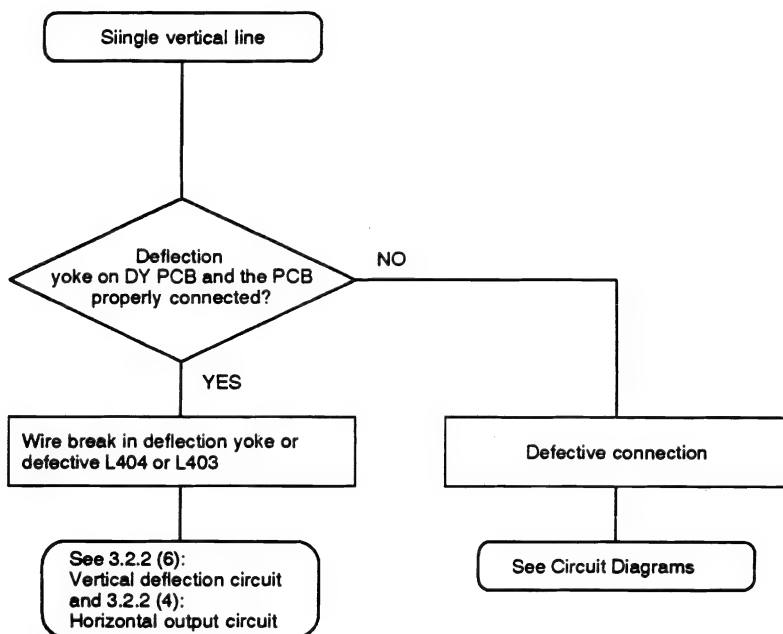 Siingle vertical line
Deflection
yoke on DY PCB and the PCB
properly connected?
NO
YES
Wire break in deflection yoke or
defective L404 or L403
Defective connection
See 3.2.2 (6):
Vertical deflection circuit
and 3.2.2 (4):
Horizontal output circuit
See Circuit Diagrams